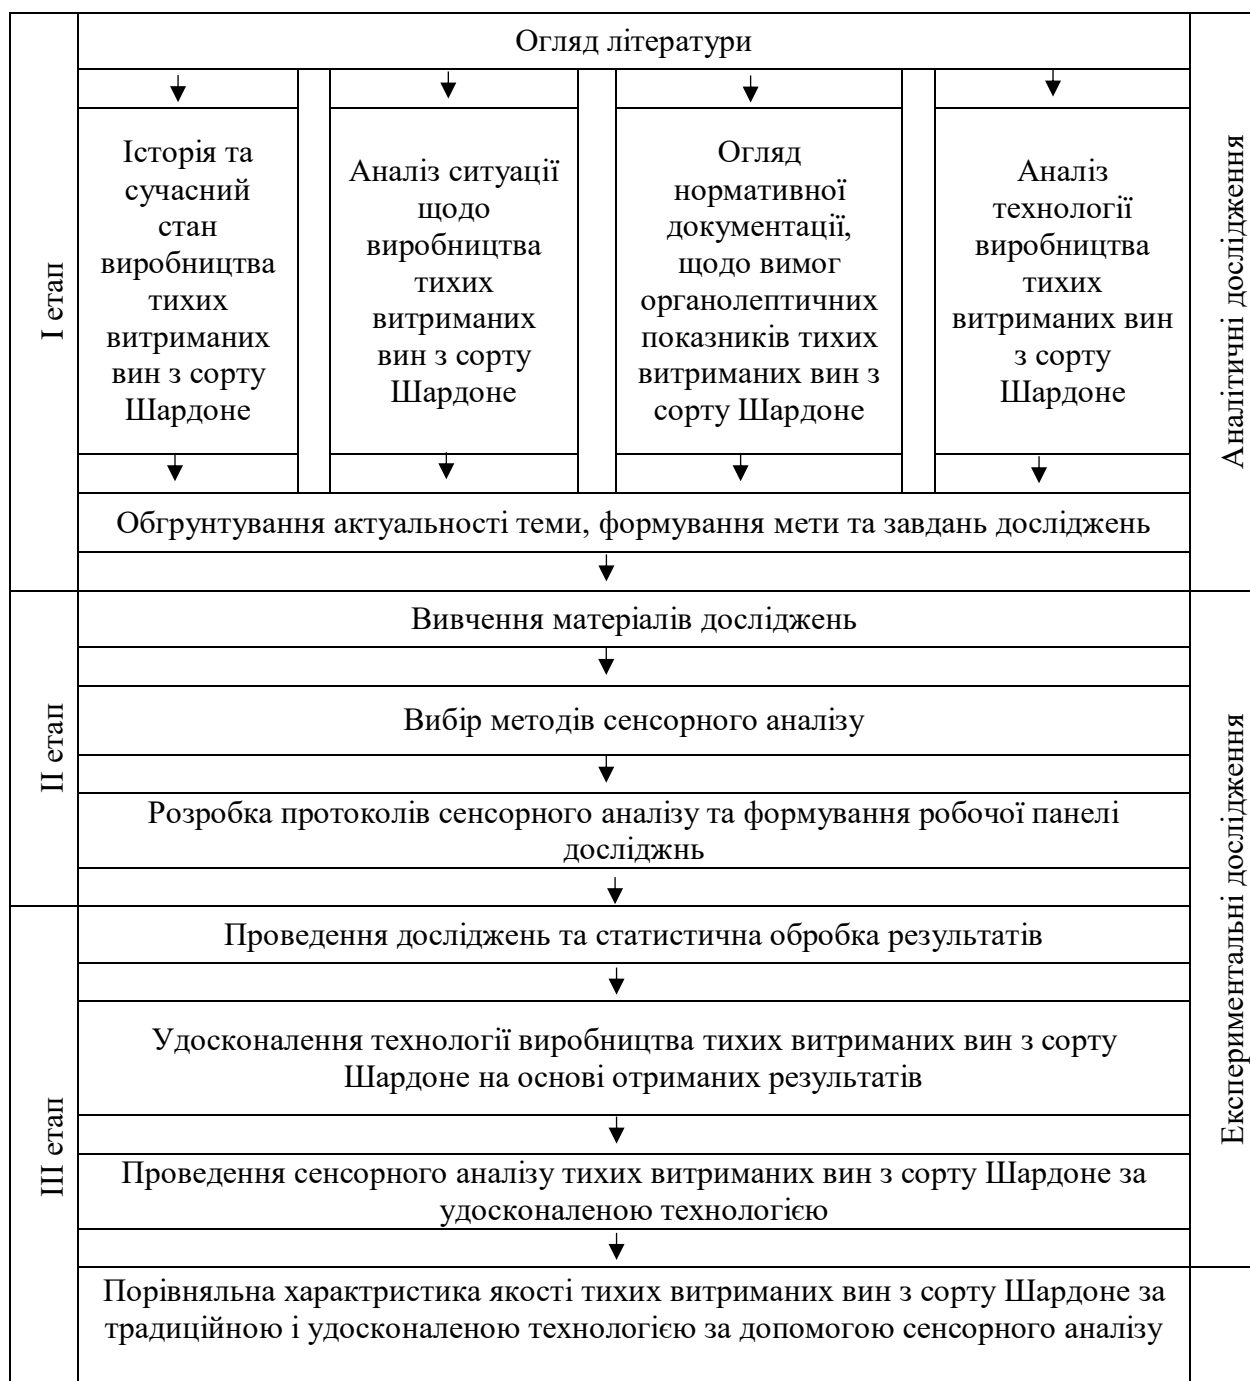 Огляд літератури
Історія та
сучасний
стан
виробництва
тихих
витриманих
вин з сорту
Шардоне
Аналіз ситуації
щодо
виробництва
тихих
витриманих
вин з сорту
Шардоне
Огляд
нормативної
документації,
щодо вимог
органолептичних
показників тихих
витриманих вин з
сорту Шардоне
Аналіз
технології
виробництва
тихих
витриманих вин
з сорту
Шардоне
Обгрунтування актуальності теми, формування мети та завдань досліджень
І етап
Аналітичні дослідження
Вивчення матеріалів досліджень
Вибір методів сенсорного аналізу
Розробка протоколів сенсорного аналізу та формування робочої панелі
досліджнь
ІІ етап
Експериментальні дослідження
Проведення досліджень та статистична обробка результатів
Удосконалення технології виробництва тихих витриманих вин з сорту
Шардоне на основі отриманих результатів
Проведення сенсорного аналізу тихих витриманих вин з сорту Шардоне за
удосконаленою технологією
ІІІ етап
Порівняльна характристика якості тихих витриманих вин з сорту Шардоне за
традиційною і удосконаленою технологією за допомогою сенсорного аналізу